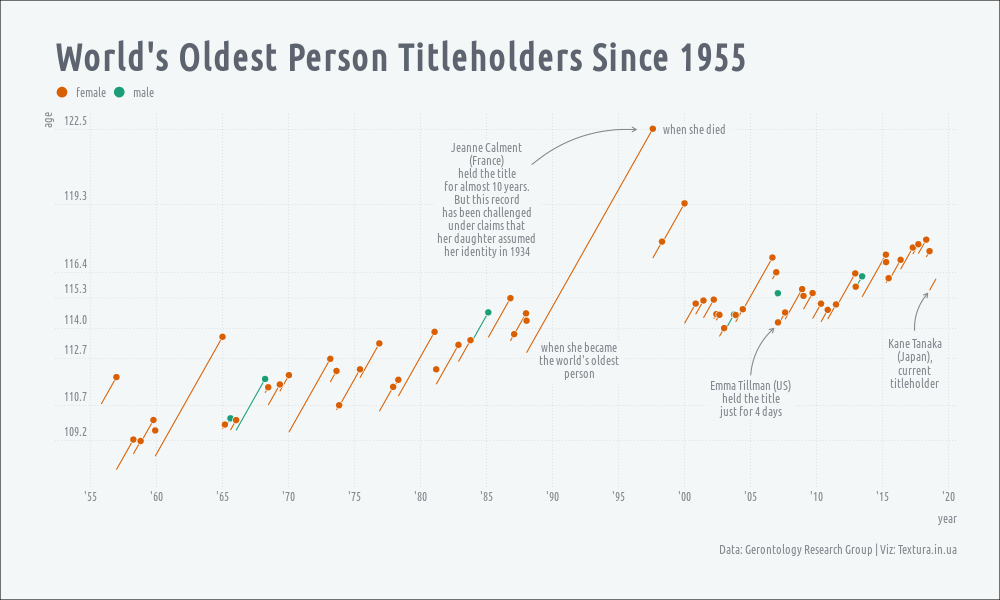 World's Oldest Person Titleholders Since 1955
female male
age
122.5
119.3
116.4
115.3
114.0
112.7
110.7
109.2
Jeanne Calment
(France)
held the title
for almost 10 years.
But this record
has been challenged
under claims that
her daughter assumed
her identity in 1934
when she died
when she became
the world's oldest
person
Emma Tillman (US)
held the title
just for 4 days
Kane Tanaka
(Japan),
current
titleholder
'55 '60 '65 '70 '75 '80 '85 '90 '95 '00 '05 '10 '15 '20
year
Data: Gerontology Research Group | Viz: Textura.in.ua